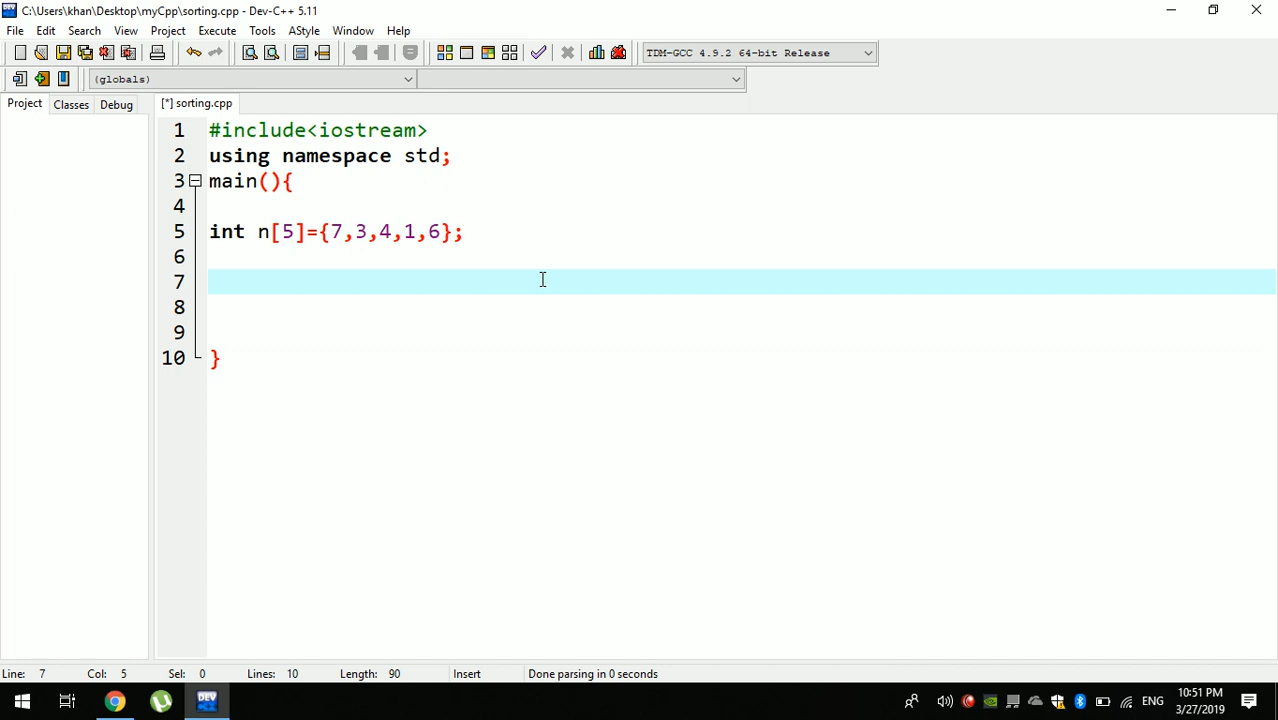 C:\Users\khan\Desktop\myCpp\sorting.cpp - Dev-C++ 5.11
File Edit Search View Project Execute Tools AStyle Window Help
TDM-GCC 4.9.2 64-bit Release
(globals)
Project Classes Debug [*] sorting.cpp
1 #include<iostream>
2 using namespace std;
3 main(){
4
5 int n[5]={7,3,4,1,6};
6
7
8
9
10 }
Line: 7 Col: 5 Sel: 0 Lines: 10 Length: 90 Insert Done parsing in 0 seconds
DEV ENG 10:51 PM
3/27/2019